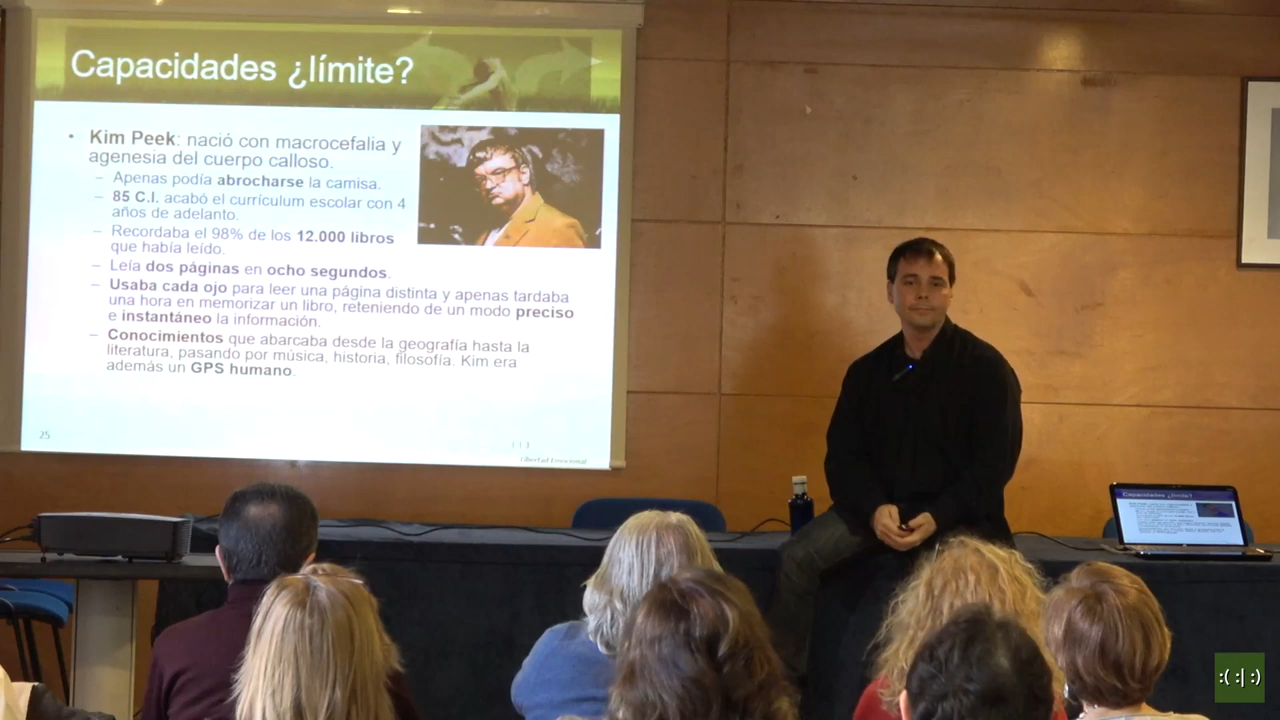 Capacidades ¿límite?
• Kim Peek: nació con macrocefalia y
agenesia del cuerpo calloso.
– Apenas podía abrocharse la camisa.
– 85 C.I. acabó el currículum escolar con 4
años de adelanto.
– Recordaba el 98% de los 12.000 libros
que había leído.
– Leía dos páginas en ocho segundos.
– Usaba cada ojo para leer una página distinta y apenas tardaba
una hora en memorizar un libro, reteniendo de un modo preciso
e instantáneo la información.
– Conocimientos que abarcaba desde la geografía hasta la
literatura, pasando por música, historia, filosofía. Kim era
además un GPS humano.
25
Libertad Emocional
Capacidades ¿límite?
:( :| :)